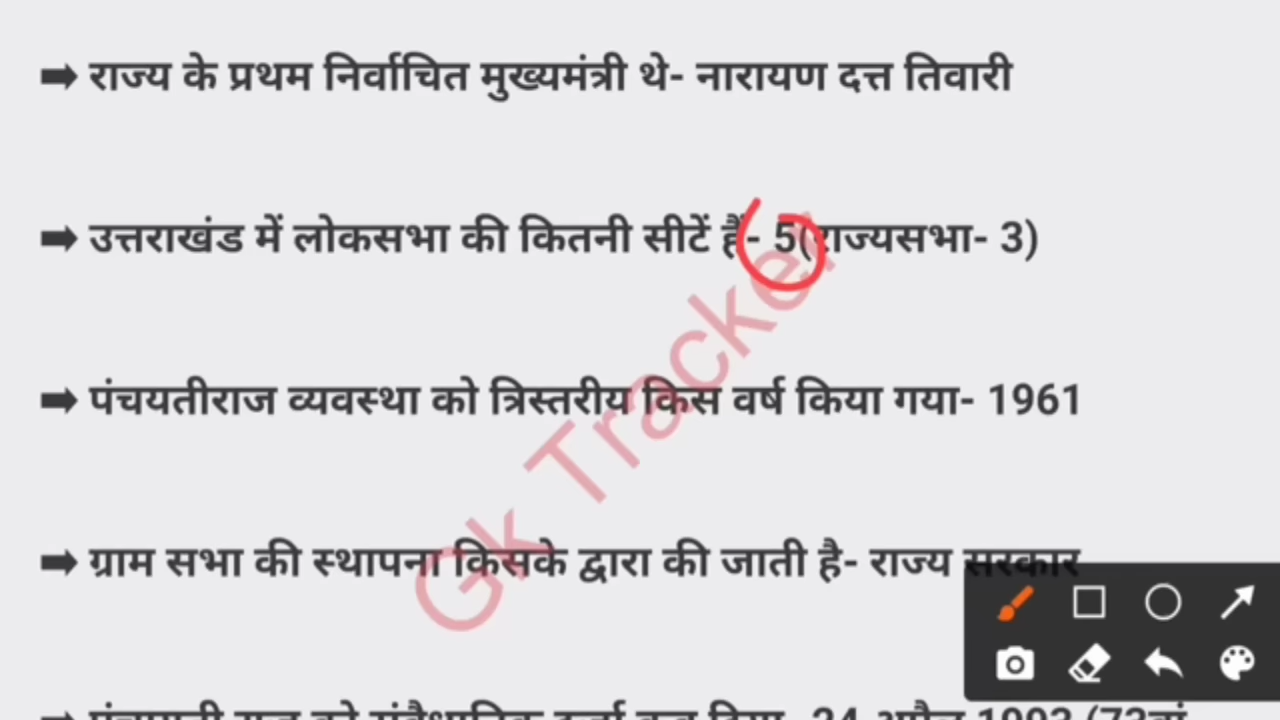 ➡ राज्य के प्रथम निर्वाचित मुख्यमंत्री थे- नारायण दत्त तिवारी
➡ उत्तराखंड में लोकसभा की कितनी सीटें हैं- 5(राज्यसभा- 3)
➡ पंचयतीराज व्यवस्था को त्रिस्तरीय किस वर्ष किया गया- 1961
➡ ग्राम सभा की स्थापना किसके द्वारा की जाती है- राज्य सरकार
Gk Tracker